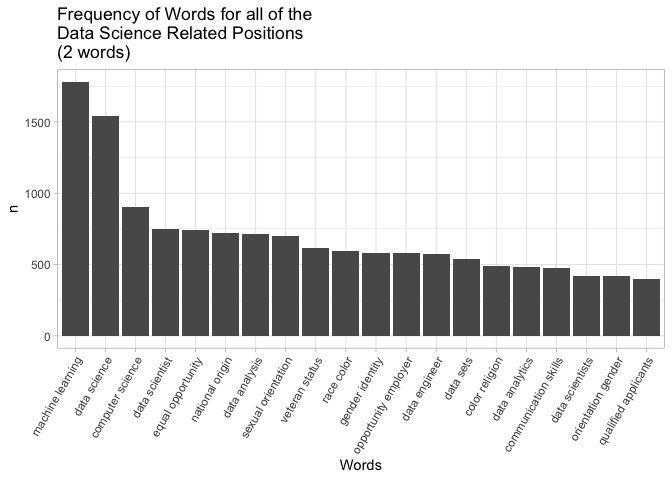 Frequency of Words for all of the
Data Science Related Positions
(2 words)
n
1500
1000
500
0
machine learning
data science
computer science
data scientist
equal opportunity
national origin
data analysis
sexual orientation
veteran status
race color
gender identity
opportunity employer
data engineer
data sets
color religion
data analytics
communication skills
data scientists
orientation gender
qualified applicants
Words